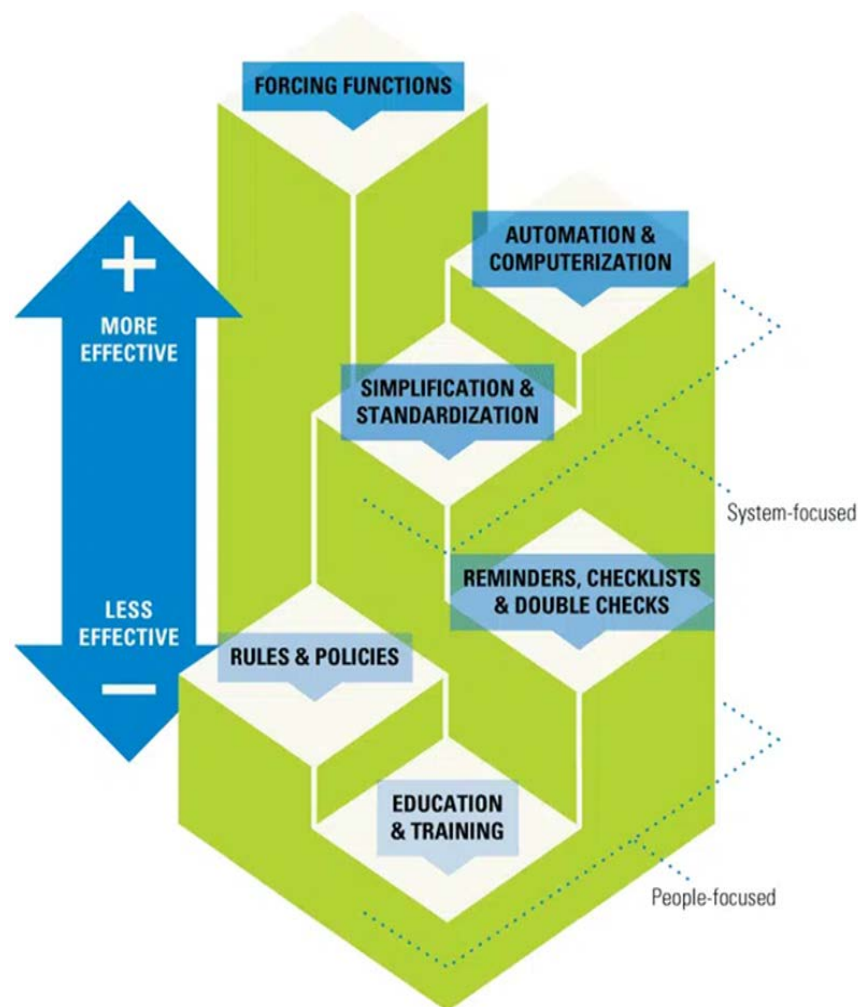 FORCING FUNCTIONS
AUTOMATION &
COMPUTERIZATION
+
MORE
EFFECTIVE
SIMPLIFICATION &
STANDARDIZATION
System-focused
REMINDERS, CHECKLISTS
& DOUBLE CHECKS
LESS
EFFECTIVE
−
RULES & POLICIES
EDUCATION
& TRAINING
People-focused